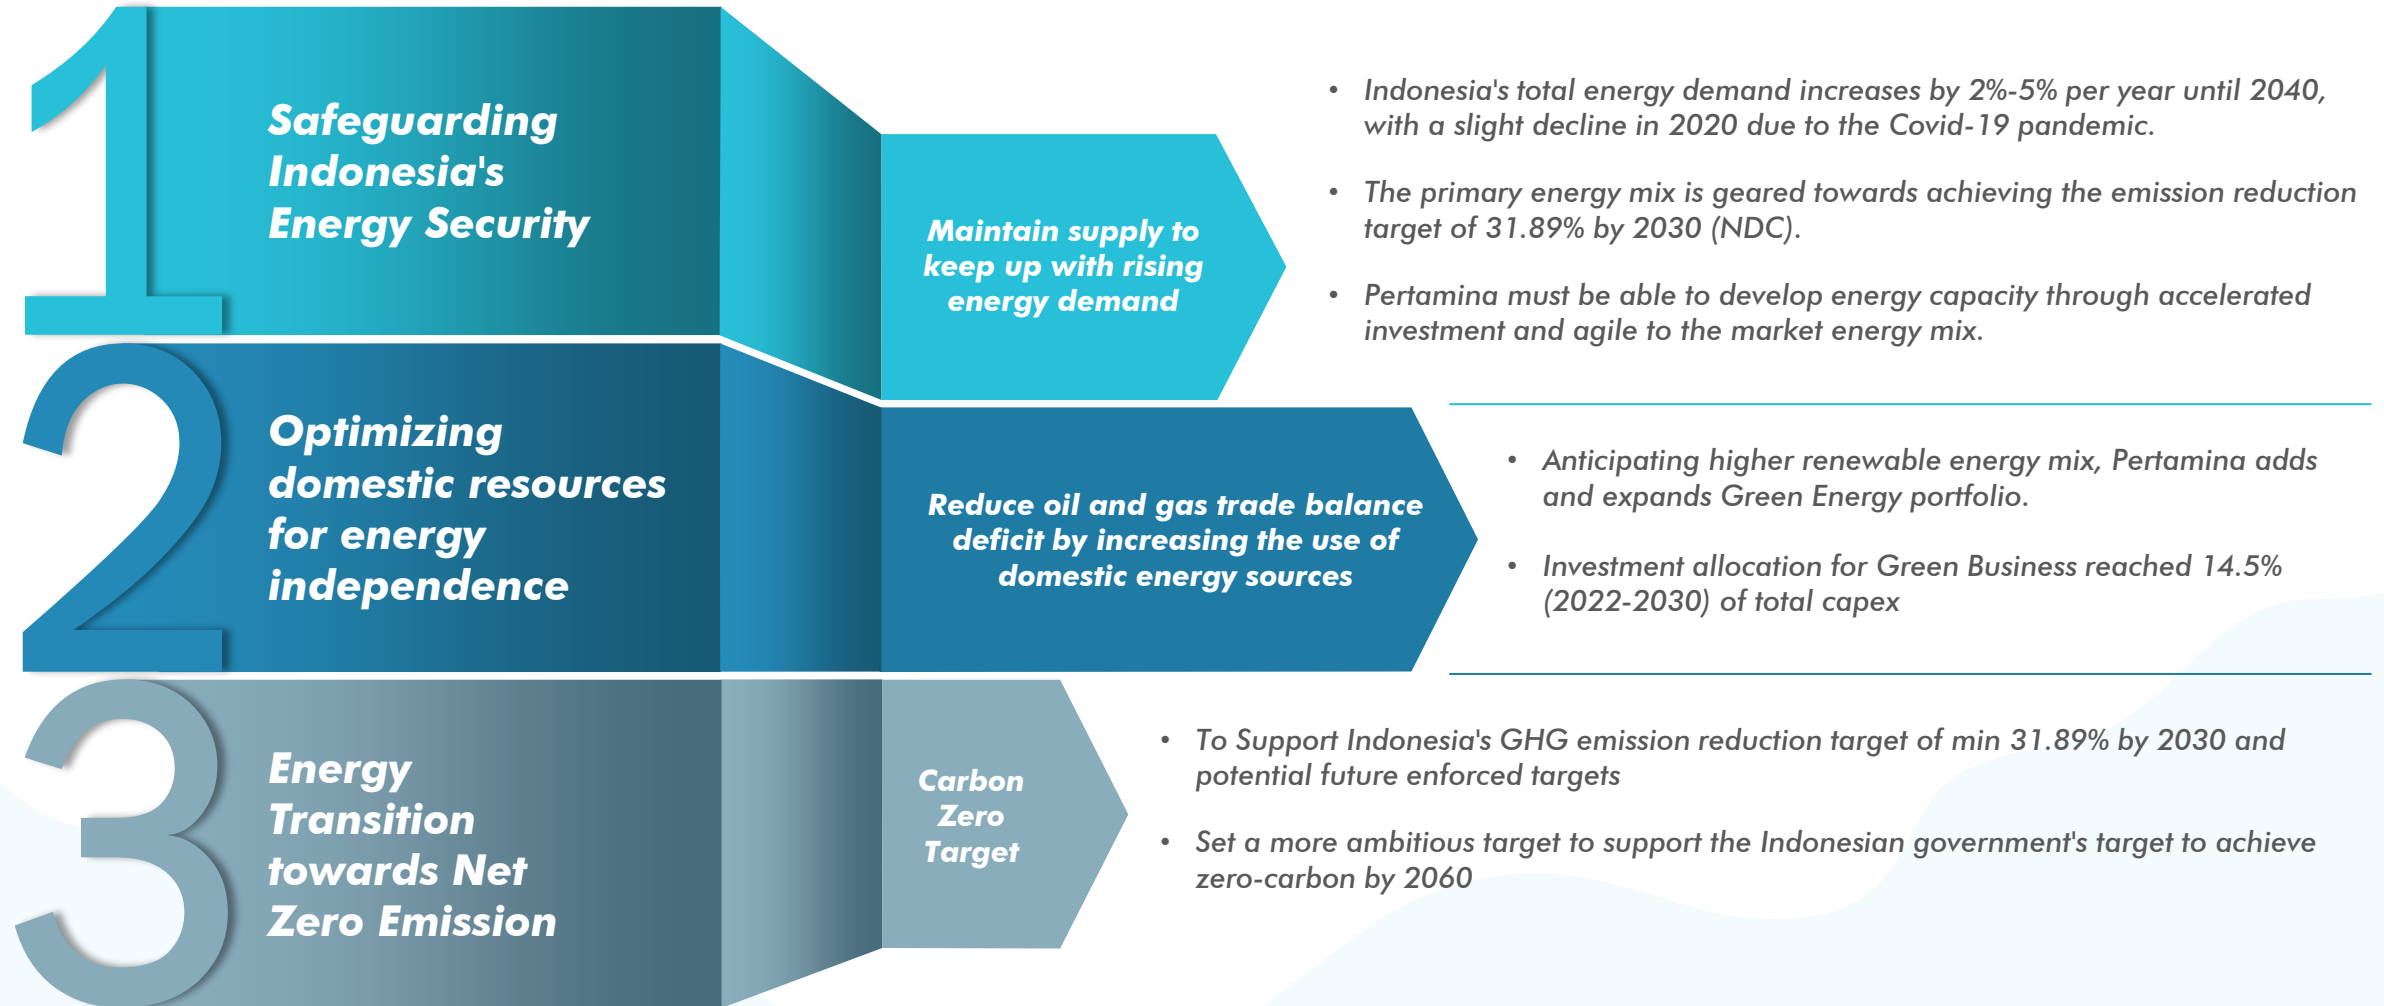 1
Safeguarding
Indonesia's
Energy Security
Maintain supply to
keep up with rising
energy demand
• Indonesia's total energy demand increases by 2%-5% per year until 2040,
with a slight decline in 2020 due to the Covid-19 pandemic.
• The primary energy mix is geared towards achieving the emission reduction
target of 31.89% by 2030 (NDC).
• Pertamina must be able to develop energy capacity through accelerated
investment and agile to the market energy mix.
2
Optimizing
domestic resources
for energy
independence
Reduce oil and gas trade balance
deficit by increasing the use of
domestic energy sources
• Anticipating higher renewable energy mix, Pertamina adds
and expands Green Energy portfolio.
• Investment allocation for Green Business reached 14.5%
(2022-2030) of total capex
3
Energy
Transition
towards Net
Zero Emission
Carbon
Zero
Target
• To Support Indonesia's GHG emission reduction target of min 31.89% by 2030 and
potential future enforced targets
• Set a more ambitious target to support the Indonesian government's target to achieve
zero-carbon by 2060